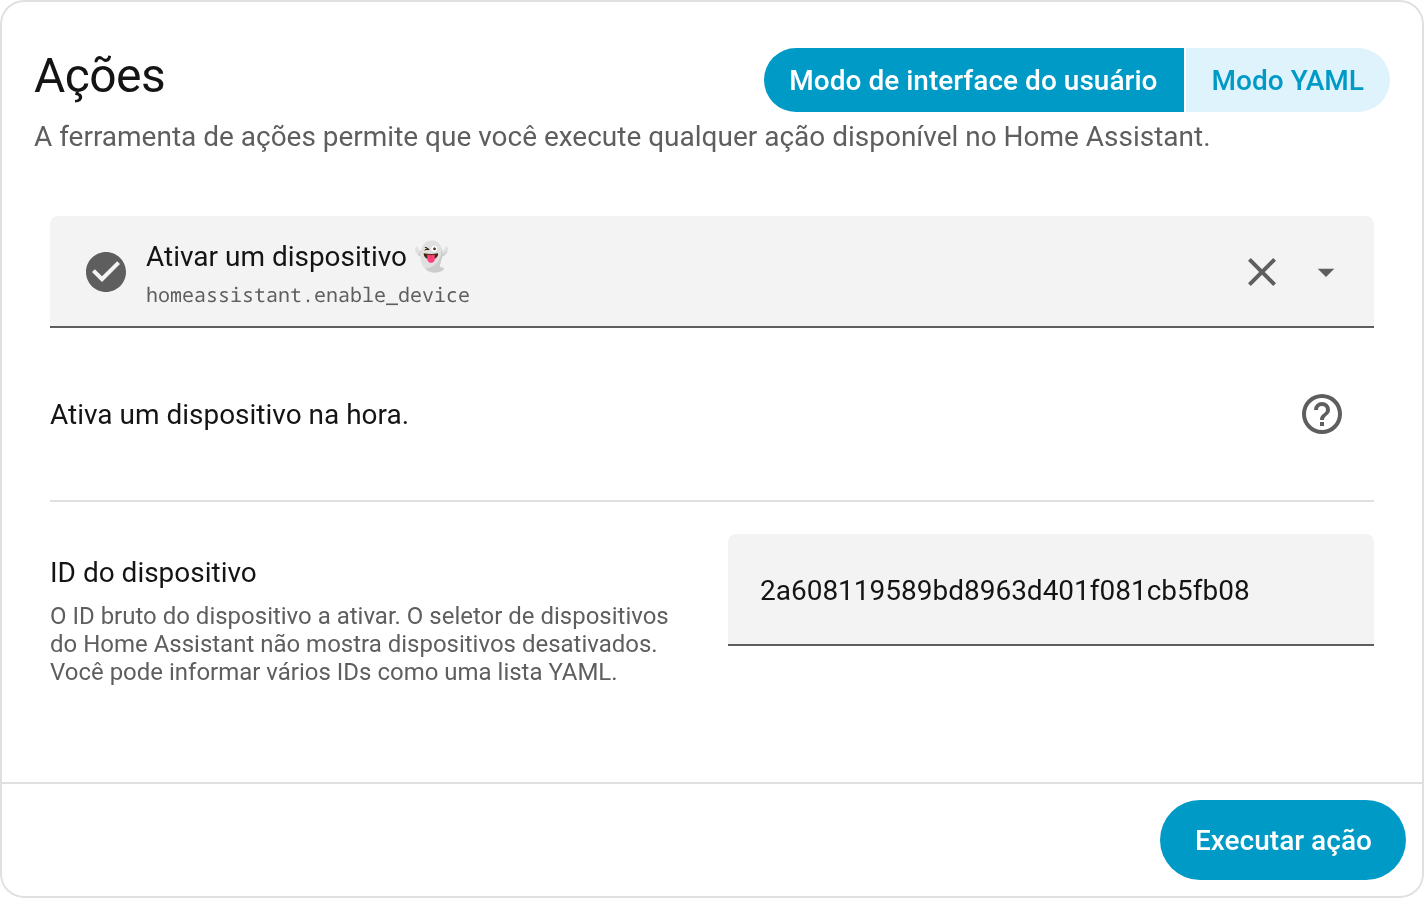 Ações
Modo de interface do usuário
Modo YAML
A ferramenta de ações permite que você execute qualquer ação disponível no Home Assistant.
Ativar um dispositivo 👻
homeassistant.enable_device
Ativa um dispositivo na hora.
ID do dispositivo
O ID bruto do dispositivo a ativar. O seletor de dispositivos
do Home Assistant não mostra dispositivos desativados.
Você pode informar vários IDs como uma lista YAML.
2a608119589bd8963d401f081cb5fb08
Executar ação